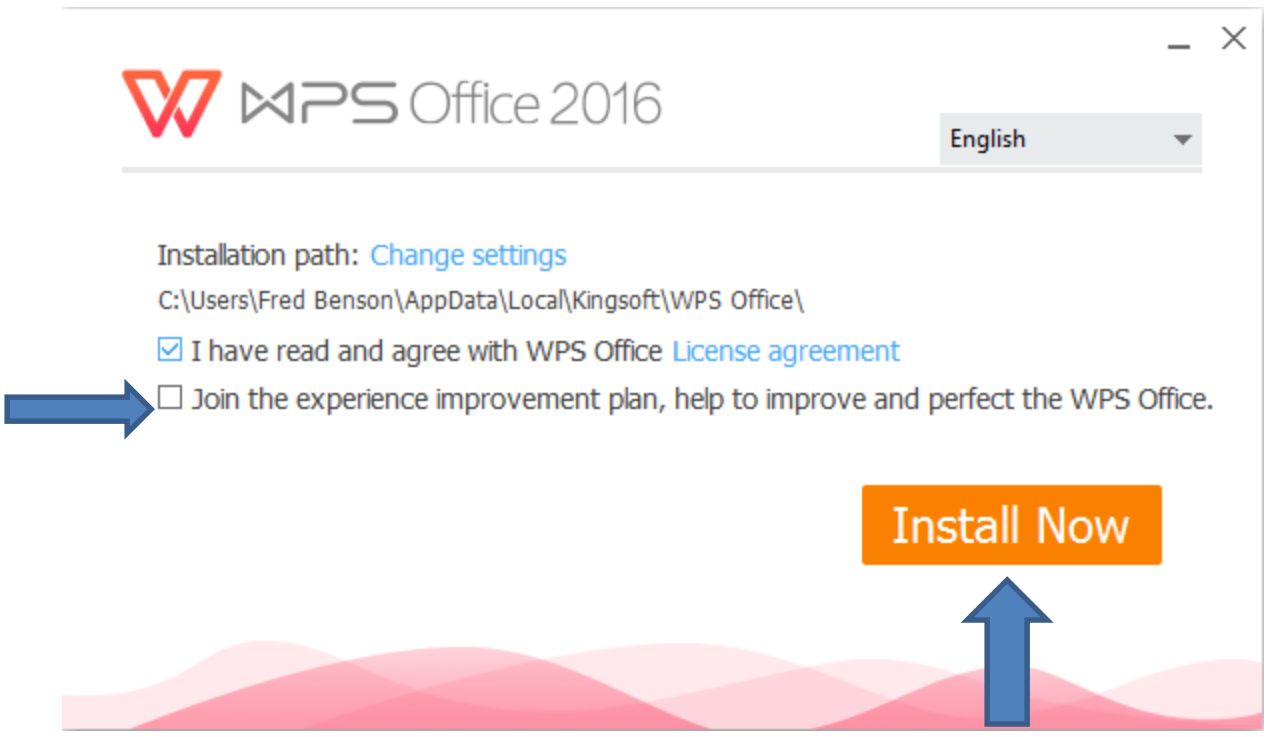 WPS Office 2016
English
Installation path: Change settings
C:\Users\Fred Benson\AppData\Local\Kingsoft\WPS Office\
I have read and agree with WPS Office License agreement
Join the experience improvement plan, help to improve and perfect the WPS Office.
Install Now